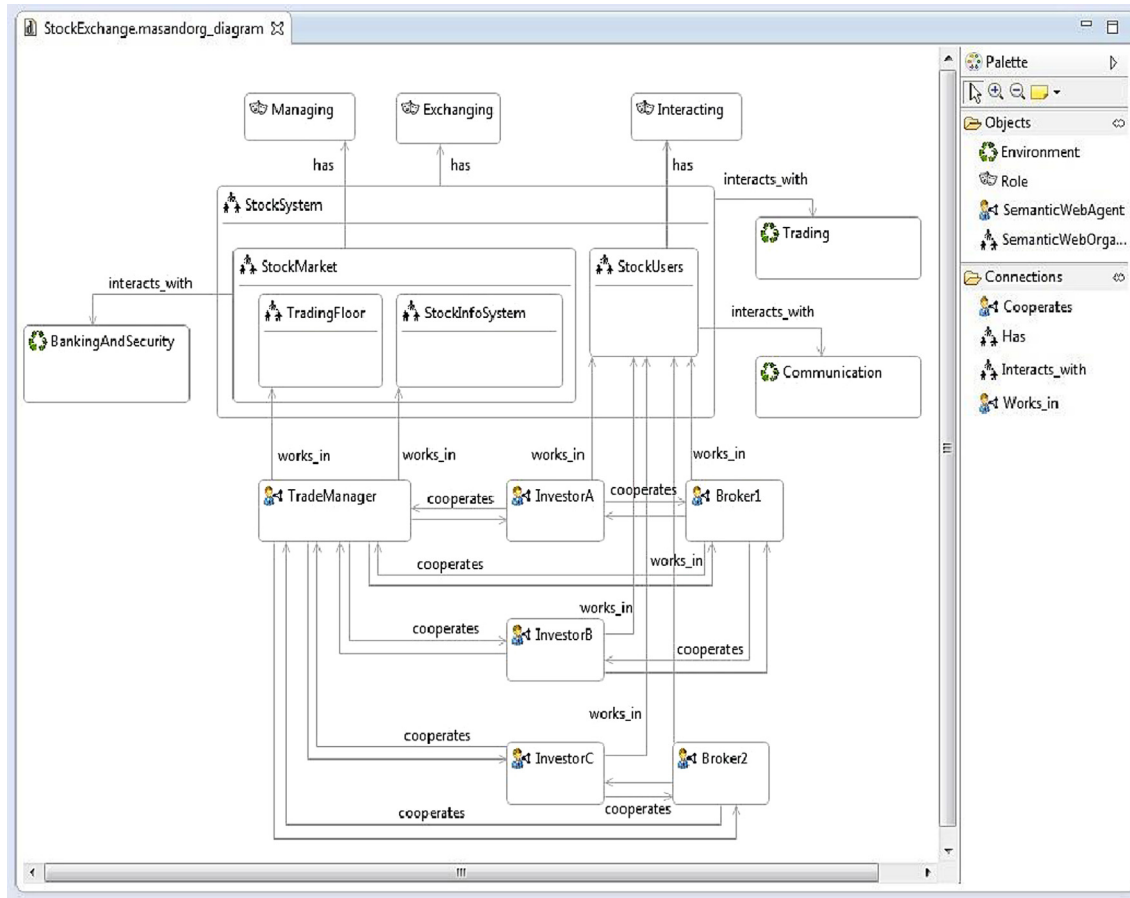 StockExchange.masandorg_diagram
Palette
Objects
Environment
Role
SemanticWebAgent
SemanticWebOrga...
Connections
Cooperates
Has
Interacts_with
Works_in
Managing
Exchanging
Interacting
has
has
has
interacts_with
StockSystem
Trading
StockMarket
StockUsers
interacts_with
TradingFloor
StockInfoSystem
interacts_with
BankingAndSecurity
Communication
works_in
works_in
works_in
works_in
TradeManager
cooperates
InvestorA
cooperates
Broker1
cooperates
works_in
works_in
cooperates
InvestorB
cooperates
works_in
cooperates
InvestorC
Broker2
cooperates
cooperates